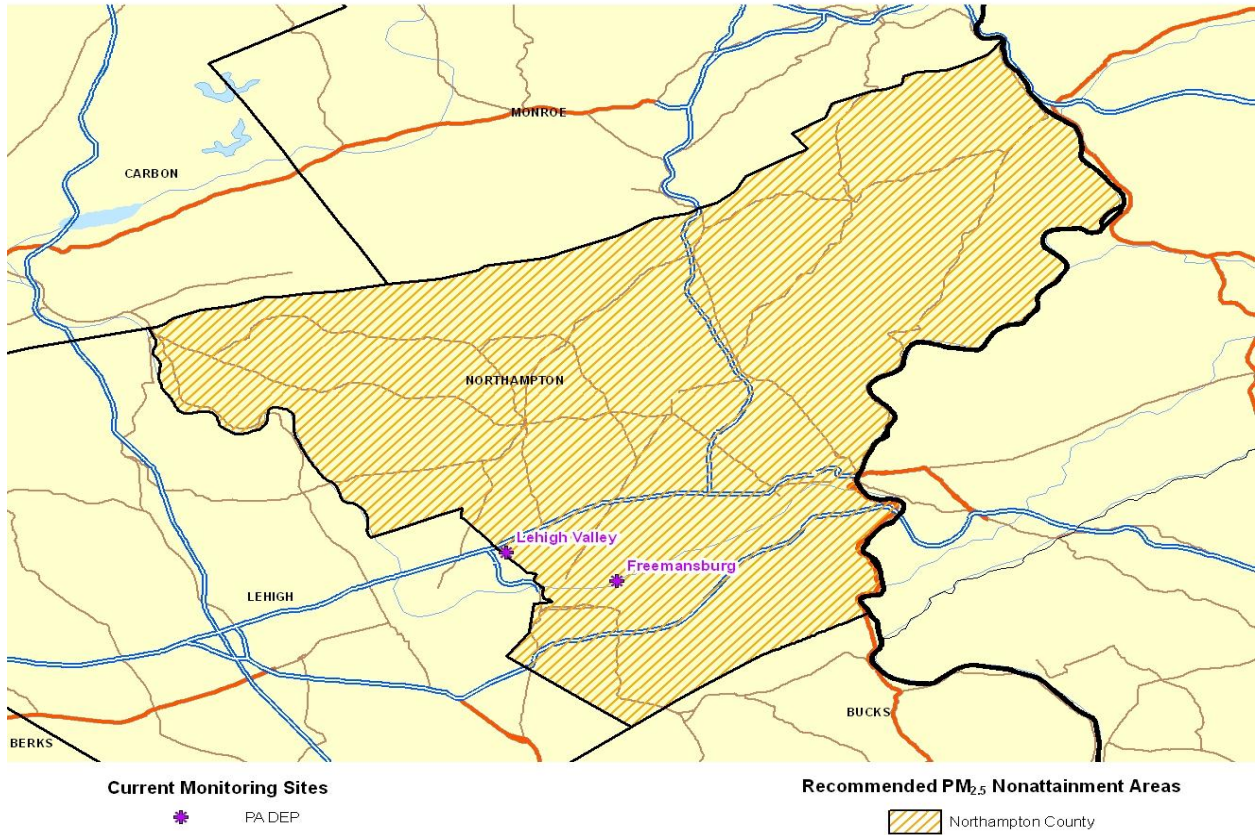 MONROE
CARBON
NORTHAMPTON
Lehigh Valley
Freemansburg
LEHIGH
BUCKS
BERKS
Current Monitoring Sites
PA DEP
Recommended PM2.5 Nonattainment Areas
Northampton County